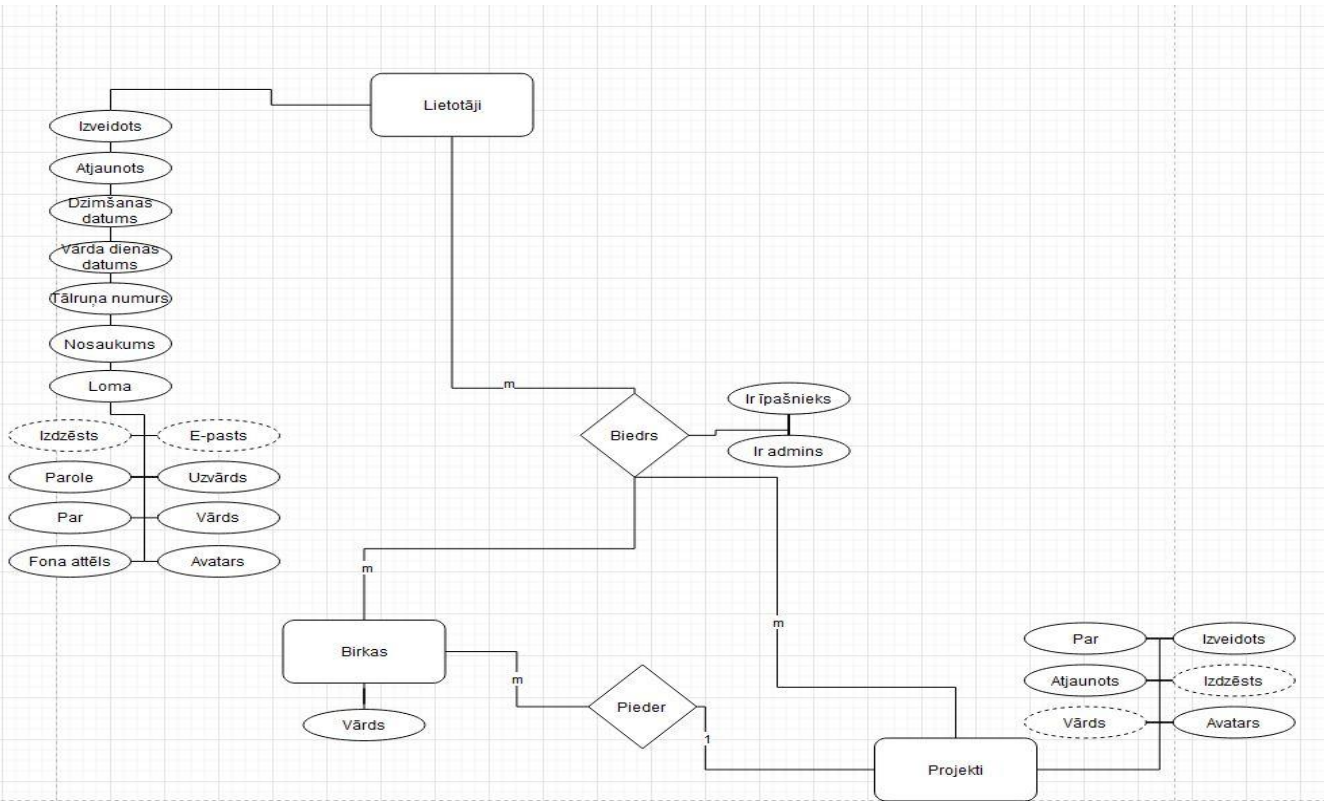 Lietotāji
Izveidots
Atjaunots
Dzimšanas
datums
Vārda dienas
datums
Tālruņa numurs
Nosaukums
Loma
Izdzēsts
E-pasts
Parole
Uzvārds
Par
Vārds
Fona attēls
Avatars
m
Biedrs
Ir īpašnieks
Ir admins
m
m
Birkas
Vārds
m
Pieder
1
Projekti
Par
Izveidots
Atjaunots
Izdzēsts
Vārds
Avatars